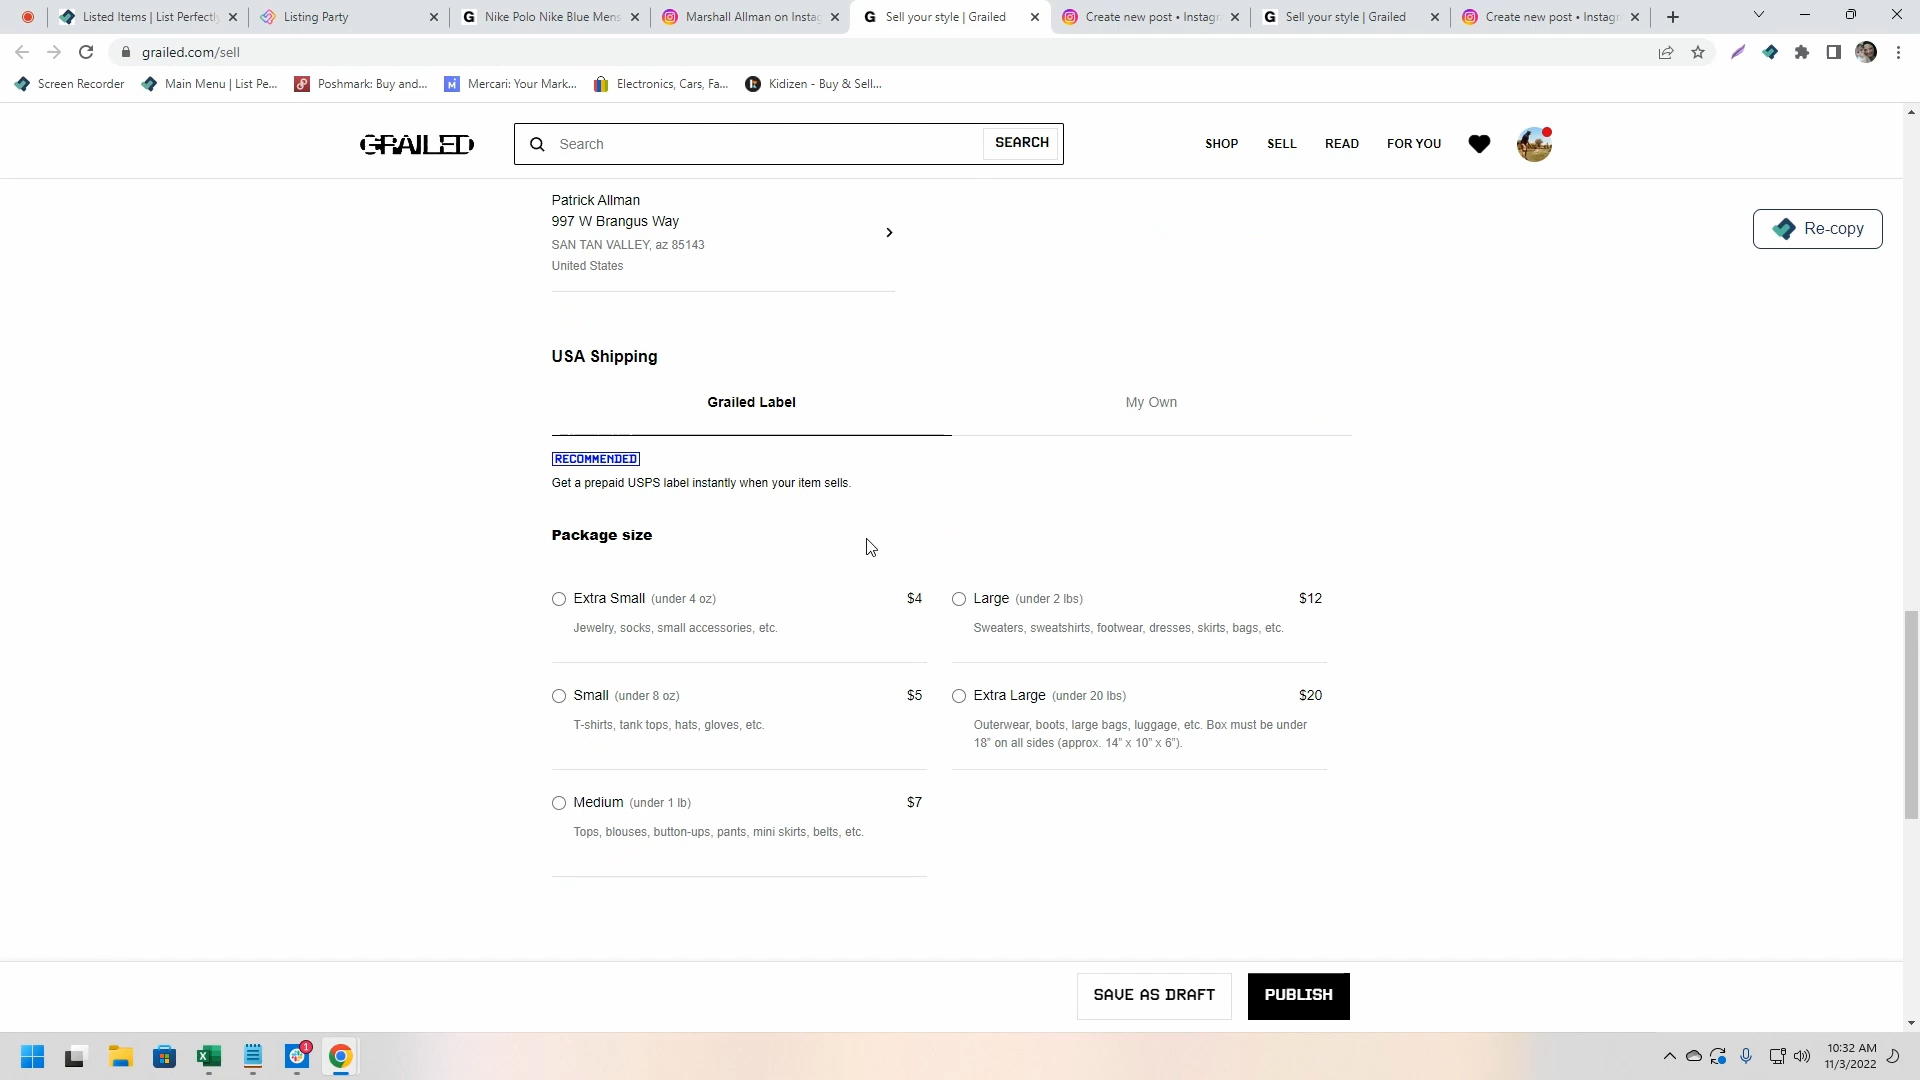 Listed Items | List Perfectly
Listing Party
Nike Polo Nike Blue Mens
Marshall Allman on Instag
Sell your style | Grailed
Create new post • Instagr
Sell your style | Grailed
Create new post • Instagr
grailed.com/sell
Screen Recorder
Main Menu | List Pe...
Poshmark: Buy and...
Mercari: Your Mark...
Electronics, Cars, Fa...
Kidizen - Buy & Sell...
GRAILED
Search
SEARCH
SHOP
SELL
READ
FOR YOU
Patrick Allman
997 W Brangus Way
SAN TAN VALLEY, az 85143
United States
Re-copy
USA Shipping
Grailed Label
My Own
RECOMMENDED
Get a prepaid USPS label instantly when your item sells.
Package size
Extra Small (under 4 oz) $4
Jewelry, socks, small accessories, etc.
Large (under 2 lbs) $12
Sweaters, sweatshirts, footwear, dresses, skirts, bags, etc.
Small (under 8 oz) $5
T-shirts, tank tops, hats, gloves, etc.
Extra Large (under 20 lbs) $20
Outerwear, boots, large bags, luggage, etc. Box must be under
18” on all sides (approx. 14” x 10” x 6”).
Medium (under 1 lb) $7
Tops, blouses, button-ups, pants, mini skirts, belts, etc.
SAVE AS DRAFT
PUBLISH
1
10:32 AM
11/3/2022